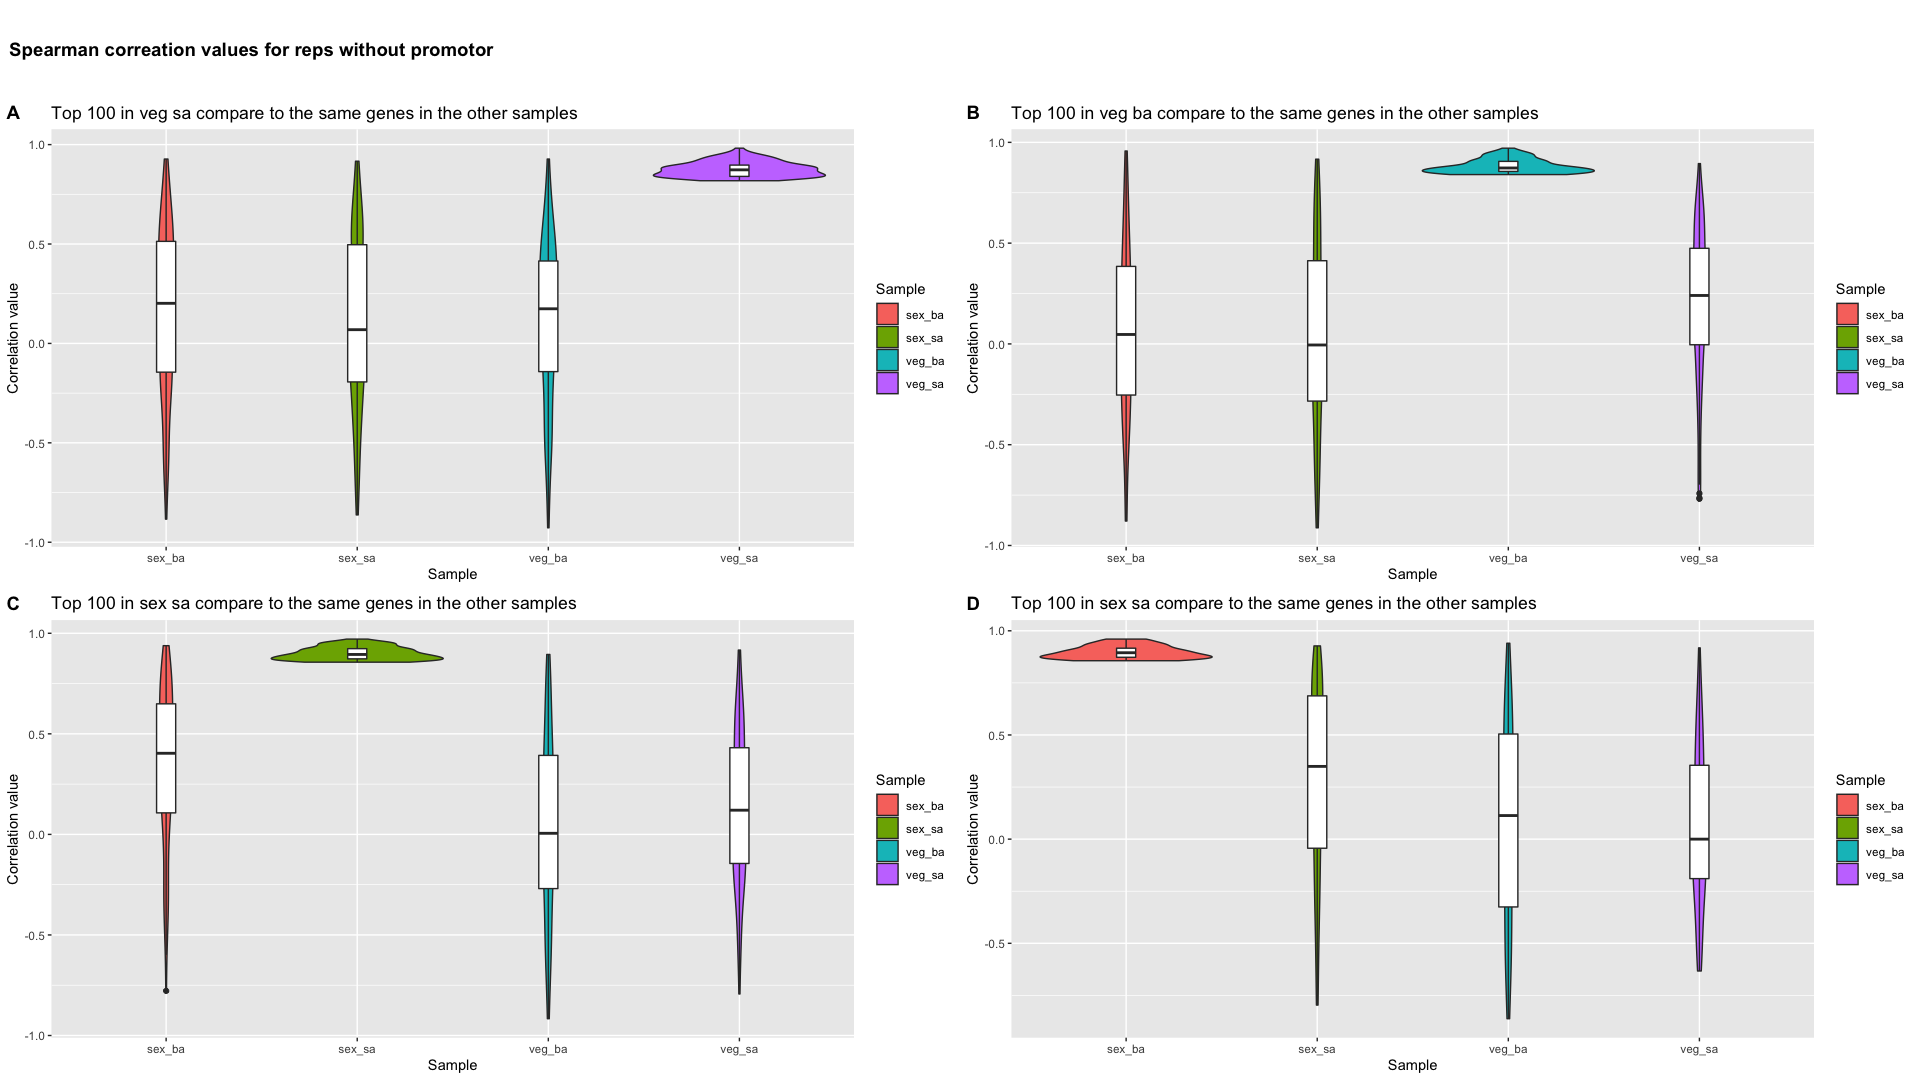 Spearman correation values for reps without promotor
A
Top 100 in veg sa compare to the same genes in the other samples
1.0
0.5
0.0
-0.5
-1.0
Correlation value
sex_ba
sex_sa
veg_ba
veg_sa
Sample
Sample
sex_ba
sex_sa
veg_ba
veg_sa
B
Top 100 in veg ba compare to the same genes in the other samples
1.0
0.5
0.0
-0.5
-1.0
Correlation value
sex_ba
sex_sa
veg_ba
veg_sa
Sample
Sample
sex_ba
sex_sa
veg_ba
veg_sa
C
Top 100 in sex sa compare to the same genes in the other samples
1.0
0.5
0.0
-0.5
-1.0
Correlation value
sex_ba
sex_sa
veg_ba
veg_sa
Sample
Sample
sex_ba
sex_sa
veg_ba
veg_sa
D
Top 100 in sex sa compare to the same genes in the other samples
1.0
0.5
0.0
-0.5
Correlation value
sex_ba
sex_sa
veg_ba
veg_sa
Sample
Sample
sex_ba
sex_sa
veg_ba
veg_sa